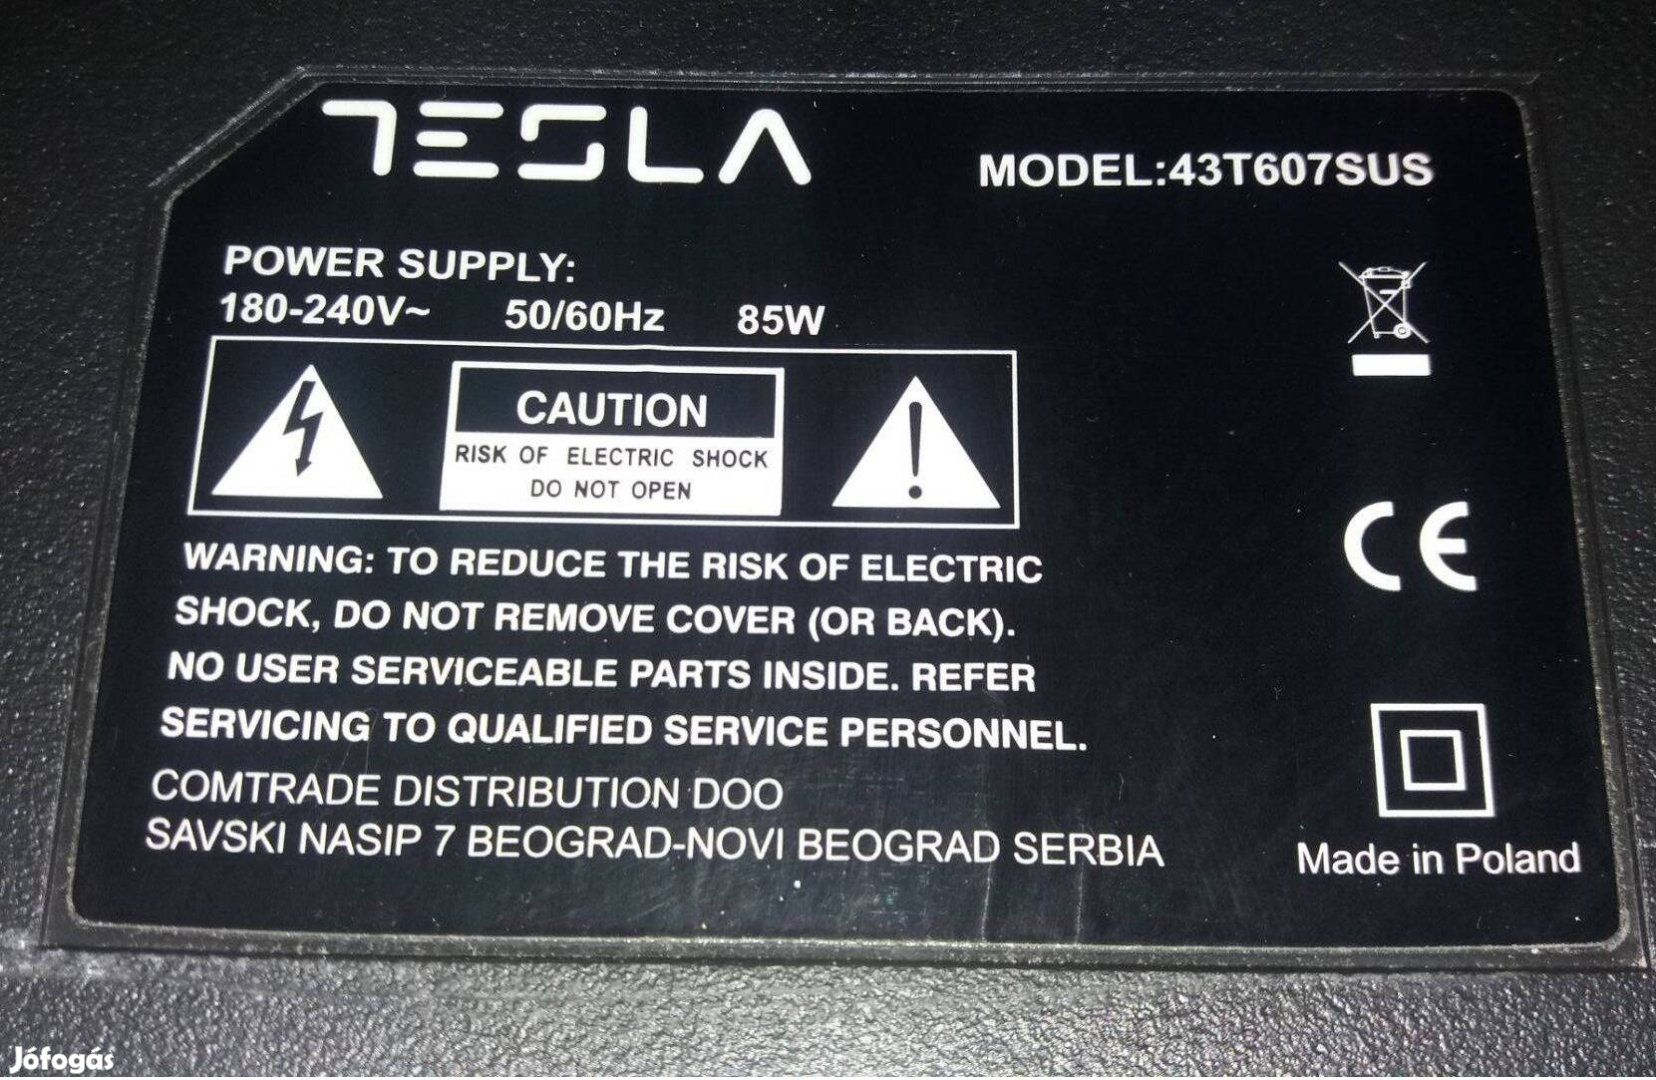 TESLA
MODEL:43T607SUS
POWER SUPPLY:
180-240V~ 50/60Hz 85W
CAUTION
RISK OF ELECTRIC SHOCK
DO NOT OPEN
WARNING: TO REDUCE THE RISK OF ELECTRIC
SHOCK, DO NOT REMOVE COVER (OR BACK).
NO USER SERVICEABLE PARTS INSIDE. REFER
SERVICING TO QUALIFIED SERVICE PERSONNEL.
COMTRADE DISTRIBUTION DOO
SAVSKI NASIP 7 BEOGRAD-NOVI BEOGRAD SERBIA
CE
Made in Poland
Jófogás